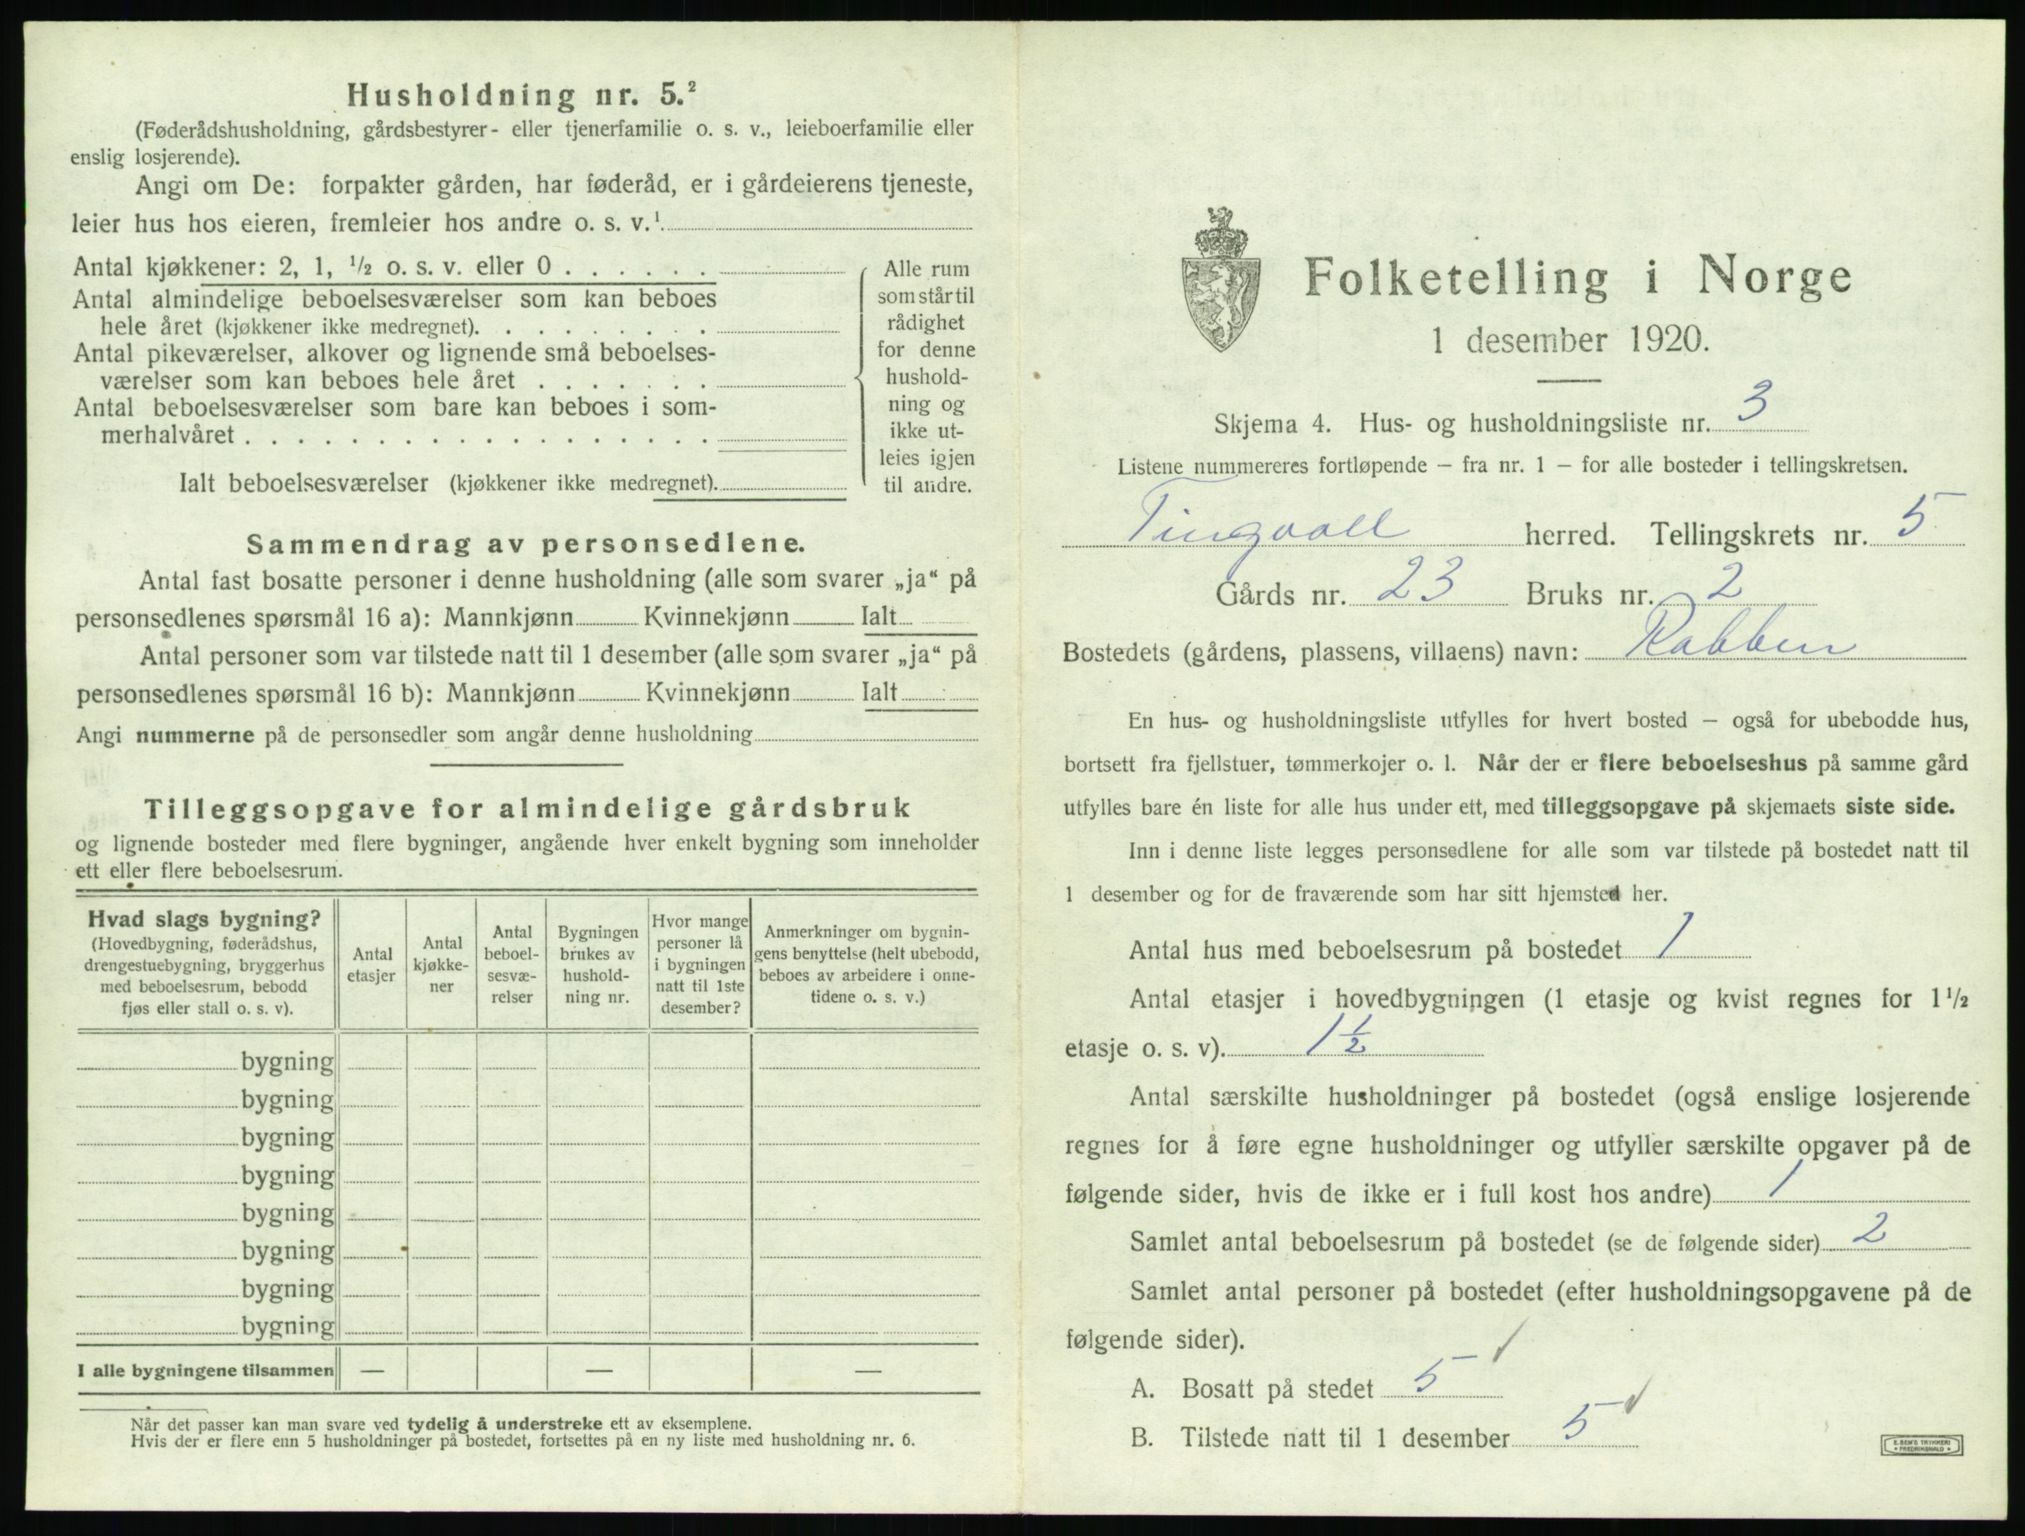 Husholdning nr. 5.²
(Føderådshusholdning, gårdsbestyrer- eller tjenerfamilie o. s. v., leieboerfamilie eller
enslig losjerende).
Angi om De: forpakter gården, har føderåd, er i gårdeierens tjeneste,
leier hus hos eieren, fremleier hos andre o. s. v.¹
Antal kjøkkener: 2, 1, ½ o. s. v. eller 0 . . . . . .
Antal almindelige beboelsesværelser som kan beboes
hele året (kjøkkener ikke medregnet). . . . . . . . .
Antal pikeværelser, alkover og lignende små beboelses-
værelser som kan beboes hele året . . . . . . .
Antal beboelsesværelser som bare kan beboes i som-
merhalvåret . . . . . . . . . . . . . . . . . .
Ialt beboelsesværelser (kjøkkener ikke medregnet).
Alle rum
som står til
rådighet
for denne
hushold-
ning og
ikke ut-
leies igjen
til andre.
Sammendrag av personsedlene.
Antal fast bosatte personer i denne husholdning (alle som svarer „ja“ på
personsedlenes spørsmål 16 a): Mannkjønn Kvinnekjønn Ialt
Antal personer som var tilstede natt til 1 desember (alle som svarer „ja“ på
personsedlenes spørsmål 16 b): Mannkjønn Kvinnekjønn Ialt
Angi nummerne på de personsedler som angår denne husholdning
Tilleggsopgave for almindelige gårdsbruk
og lignende bosteder med flere bygninger, angående hver enkelt bygning som inneholder
ett eller flere beboelsesrum.
Hvad slags bygning?
(Hovedbygning, føderådshus,
drengestuebygning, bryggerhus
med beboelsesrum, bebodd
fjøs eller stall o. s. v).
Antal
etasjer
Antal
kjøkke-
ner
Antal
beboel-
sesvæ-
relser
Bygningen
brukes av
hushold-
ning nr.
Hvor mange
personer lå
i bygningen
natt til 1ste
desember?
Anmerkninger om bygnin-
gens benyttelse (helt ubebodd,
beboes av arbeidere i onne-
tidene o. s. v.)
bygning
bygning
bygning
bygning
bygning
bygning
bygning
bygning
I alle bygningene tilsammen — — —
Når det passer kan man svare ved tydelig å understreke ett av eksemplene.
Hvis der er flere enn 5 husholdninger på bostedet, fortsettes på en ny liste med husholdning nr. 6.
Folketelling i Norge
1 desember 1920.
Skjema 4. Hus- og husholdningsliste nr. 3
Listene nummereres fortløpende – fra nr. 1 – for alle bosteder i tellingskretsen.
Tingvoll herred. Tellingskrets nr. 5
Gårds nr. 23 Bruks nr. 2
Bostedets (gårdens, plassens, villaens) navn: Rabben
En hus- og husholdningsliste utfylles for hvert bosted – også for ubebodde hus,
bortsett fra fjellstuer, tømmerkojer o. l. Når der er flere beboelseshus på samme gård
utfylles bare én liste for alle hus under ett, med tilleggsopgave på skjemaets siste side.
Inn i denne liste legges personsedlene for alle som var tilstede på bostedet natt til
1 desember og for de fraværende som har sitt hjemsted her.
Antal hus med beboelsesrum på bostedet 1
Antal etasjer i hovedbygningen (1 etasje og kvist regnes for 1½
etasje o. s. v). 1½
Antal særskilte husholdninger på bostedet (også enslige losjerende
regnes for å føre egne husholdninger og utfyller særskilte opgaver på de
følgende sider, hvis de ikke er i full kost hos andre) 1
Samlet antal beboelsesrum på bostedet (se de følgende sider) 2
Samlet antal personer på bostedet (efter husholdningsopgavene på de
følgende sider).
A. Bosatt på stedet 5 ✓
B. Tilstede natt til 1 desember 5 ✓
E. SEM'S TRYKKERI
• FREDRIKSHALD •